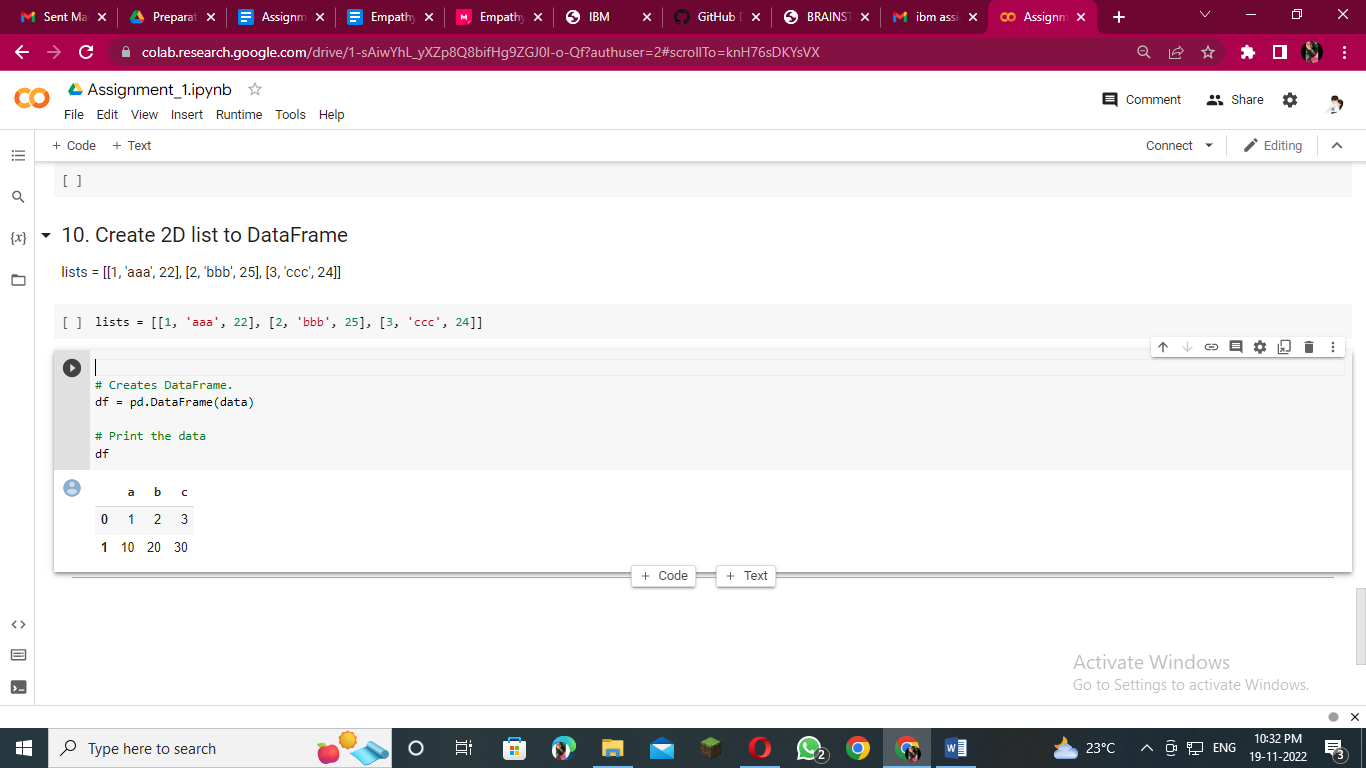 Sent Ma
Preparat
Assignm
Empathy
Empathy
IBM
GitHub
BRAINST
ibm assi
Assignm
colab.research.google.com/drive/1-sAiwYhL_yXZp8Q8bifHg9ZGJ0l-o-Qf?authuser=2#scrollTo=knH76sDKYsVX
Assignment_1.ipynb
Comment
Share
File Edit View Insert Runtime Tools Help
+ Code + Text
Connect
Editing
[ ]
{x}
10. Create 2D list to DataFrame
lists = [[1, 'aaa', 22], [2, 'bbb', 25], [3, 'ccc', 24]]
[ ] lists = [[1, 'aaa', 22], [2, 'bbb', 25], [3, 'ccc', 24]]
# Creates DataFrame.
df = pd.DataFrame(data)
# Print the data
df
a b c
0 1 2 3
1 10 20 30
+ Code + Text
Activate Windows
Go to Settings to activate Windows.
Type here to search
2
23°C
ENG
10:32 PM
19-11-2022
3